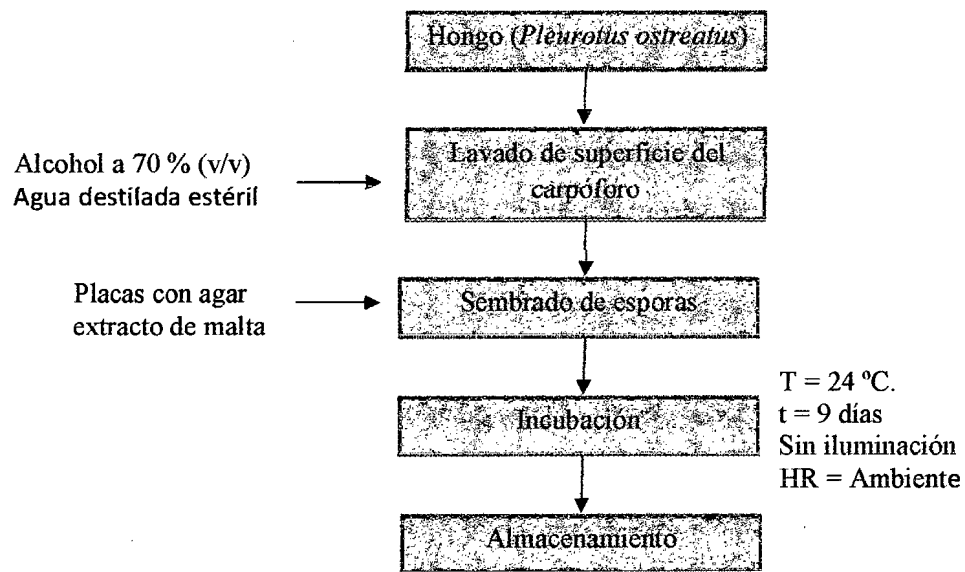 Hongo (Pleurotus ostreatus)
Alcohol a 70 % (v/v)
Agua destilada estéril
Lavado de superficie del
carpóforo
Placas con agar
extracto de malta
Sembrado de esporas
Incubación
T = 24 ºC.
t = 9 días
Sin iluminación
HR = Ambiente
Almacenamiento